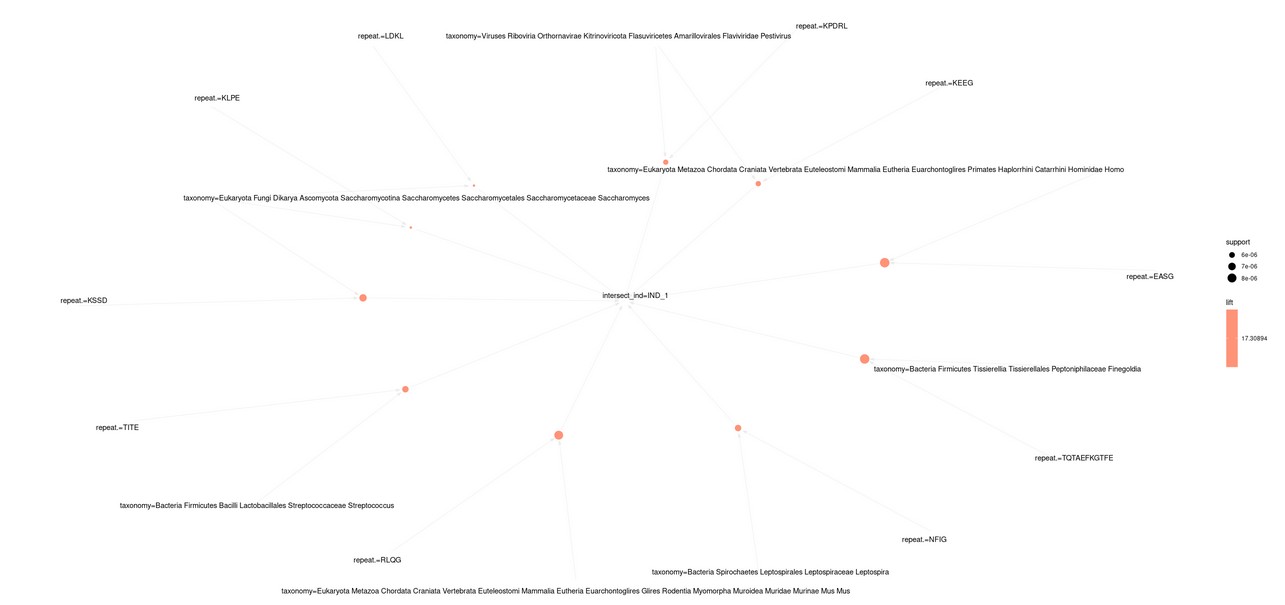 repeat.=KPDRL
repeat.=LDKL
taxonomy=Viruses Riboviria Orthornavirae Kitrinoviricota Flasuviricetes Amarillovirales Flaviviridae Pestivirus
repeat.=KEEG
repeat.=KLPE
taxonomy=Eukaryota Metazoa Chordata Craniata Vertebrata Euteleostomi Mammalia Eutheria Euarchontoglires Primates Haplorrhini Catarrhini Hominidae Homo
taxonomy=Eukaryota Fungi Dikarya Ascomycota Saccharomycotina Saccharomycetes Saccharomycetales Saccharomycetaceae Saccharomyces
support
6e-06
7e-06
8e-06
repeat.=EASG
intersect_ind=IND_1
repeat.=KSSD
lift
17.30894
taxonomy=Bacteria Firmicutes Tissierellia Tissierellales Peptoniphilaceae Finegoldia
repeat.=TITE
repeat.=TQTAEFKGTFE
taxonomy=Bacteria Firmicutes Bacilli Lactobacillales Streptococcaceae Streptococcus
repeat.=NFIG
repeat.=RLQG
taxonomy=Bacteria Spirochaetes Leptospirales Leptospiraceae Leptospira
taxonomy=Eukaryota Metazoa Chordata Craniata Vertebrata Euteleostomi Mammalia Eutheria Euarchontoglires Glires Rodentia Myomorpha Muroidea Muridae Murinae Mus Mus